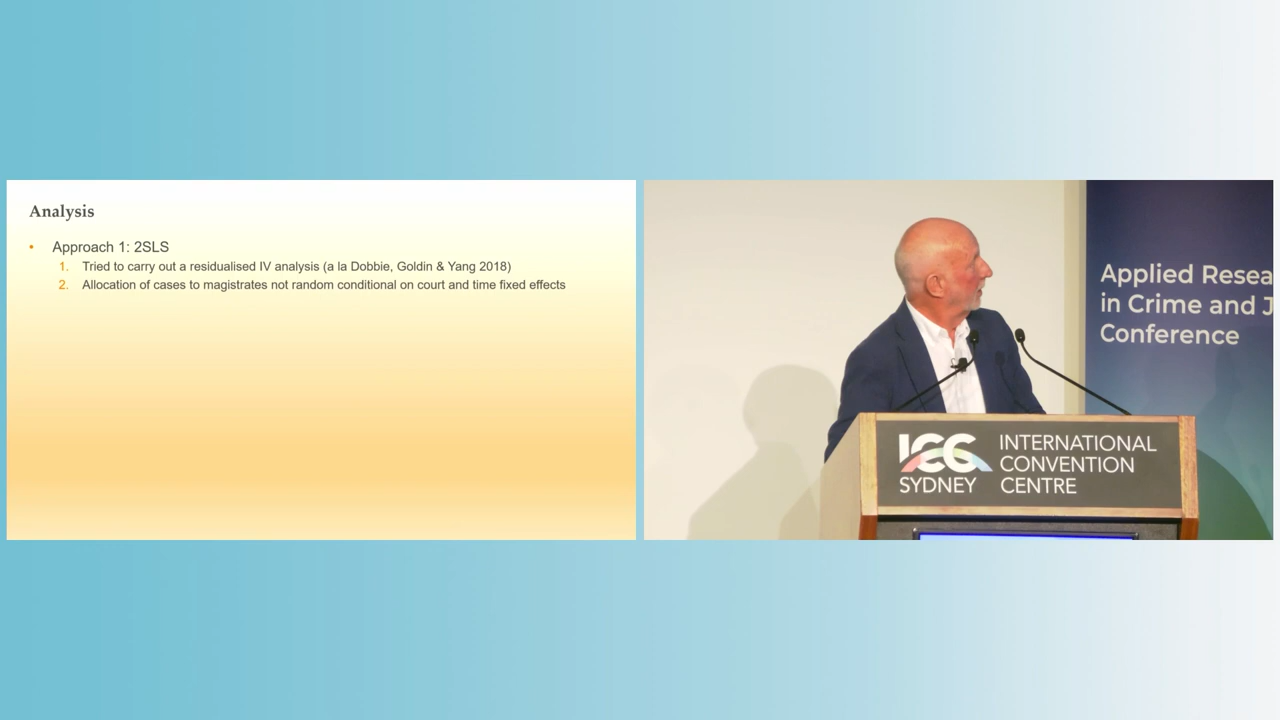 Analysis
• Approach 1: 2SLS
1. Tried to carry out a residualised IV analysis (a la Dobbie, Goldin & Yang 2018)
2. Allocation of cases to magistrates not random conditional on court and time fixed effects
Applied Resea
in Crime and J
Conference
ICC
SYDNEY
INTERNATIONAL
CONVENTION
CENTRE